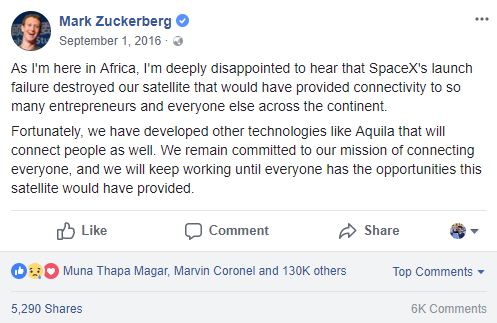 Mark Zuckerberg
September 1, 2016 ·
As I'm here in Africa, I'm deeply disappointed to hear that SpaceX's launch
failure destroyed our satellite that would have provided connectivity to so
many entrepreneurs and everyone else across the continent.
Fortunately, we have developed other technologies like Aquila that will
connect people as well. We remain committed to our mission of connecting
everyone, and we will keep working until everyone has the opportunities this
satellite would have provided.
Like Comment Share
Muna Thapa Magar, Marvin Coronel and 130K others Top Comments
5,290 Shares 6K Comments